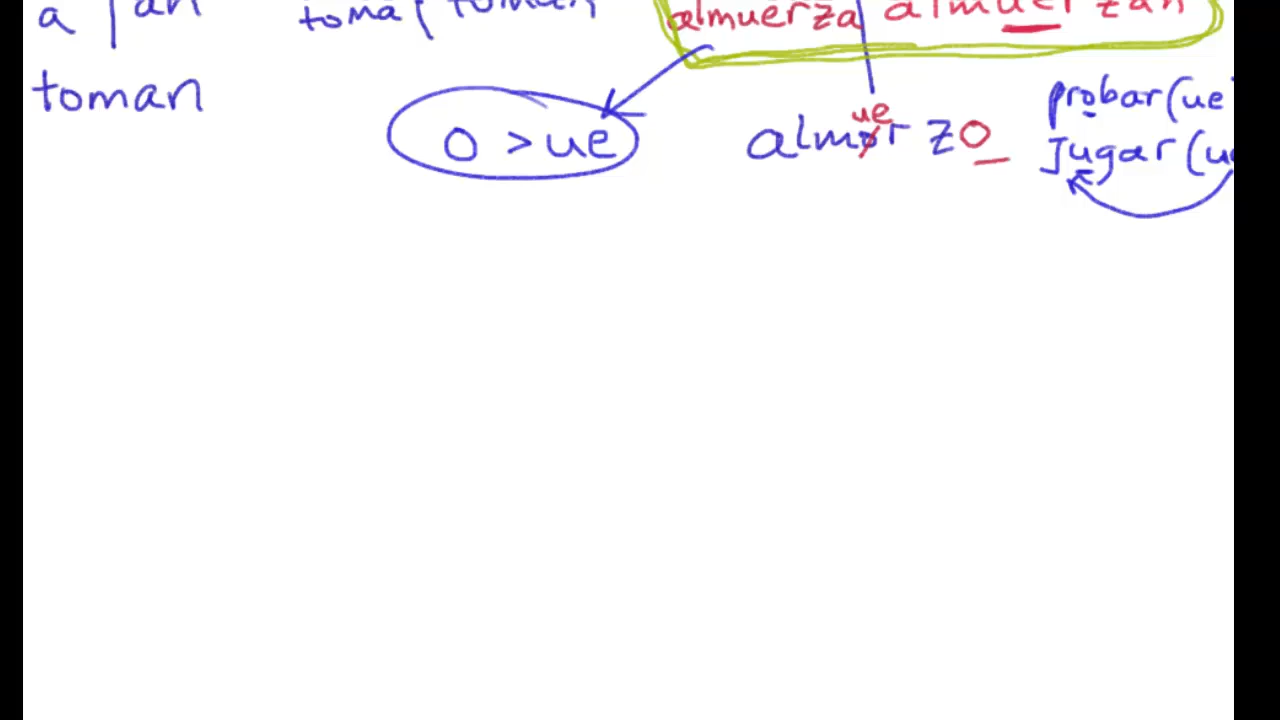 a | an toma | toman almuerza almuerzan
toman
o > ue
ue
almorzo
probar (ue
Jugar (u